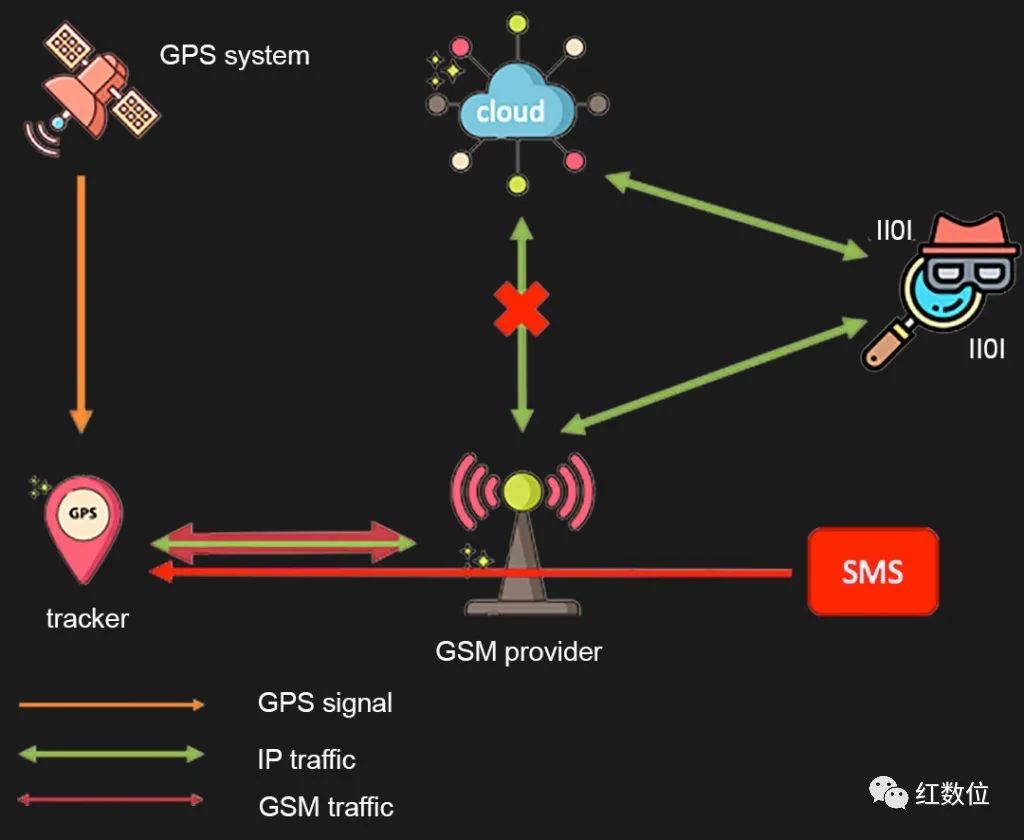 GPS system
cloud
IIOI
IIOI
GPS
SMS
tracker
GSM provider
GPS signal
IP traffic
GSM traffic
红数位